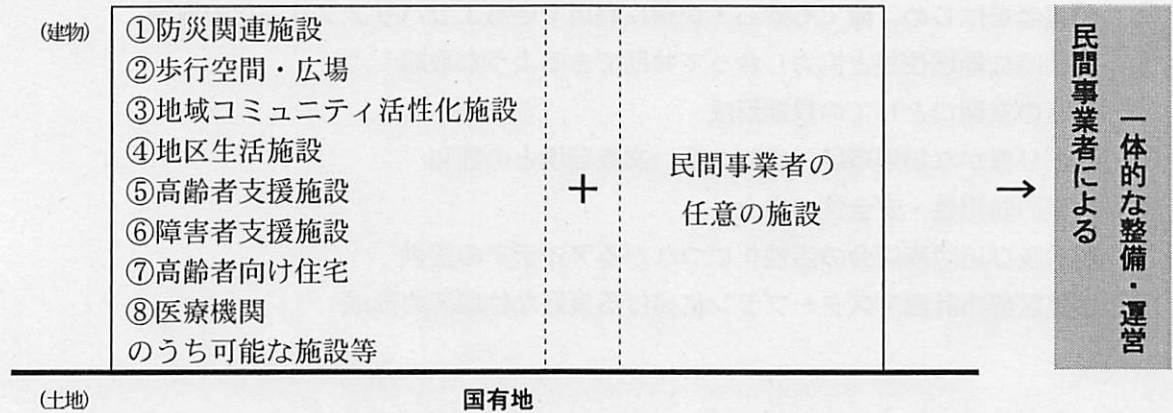 (建物)
①防災関連施設
②歩行空間・広場
③地域コミュニティ活性化施設
④地区生活施設
⑤高齢者支援施設
⑥障害者支援施設
⑦高齢者向け住宅
⑧医療機関
のうち可能な施設等
＋
民間事業者の
任意の施設
→
民間事業者による
一体的な整備・運営
(土地)
国有地